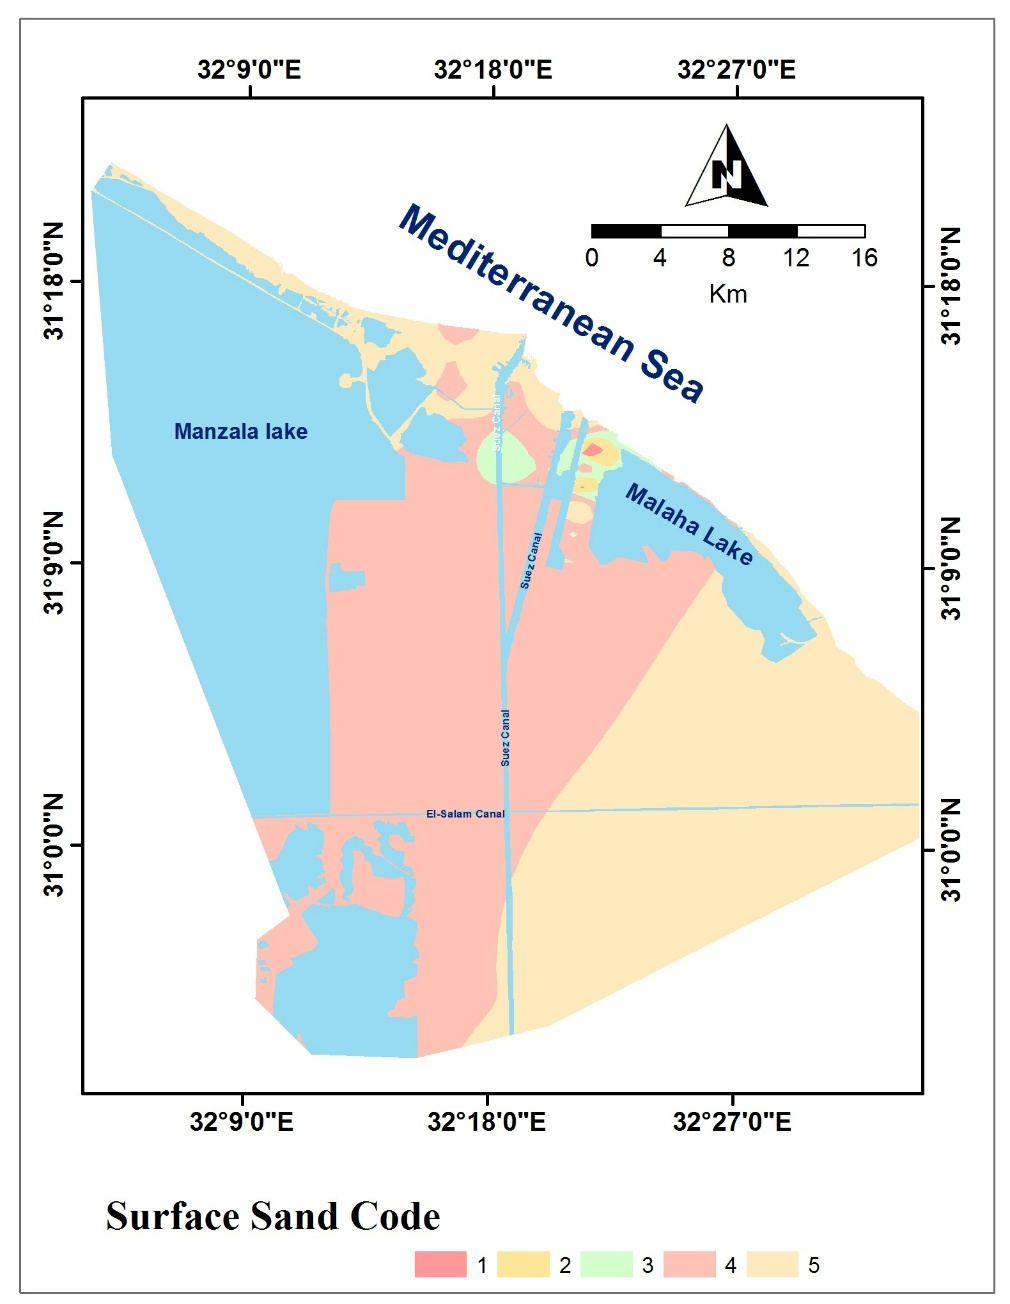 32°9'0"E 32°18'0"E 32°27'0"E
N
Mediterranean Sea
0 4 8 12 16
Km
31°18'0"N
31°18'0"N
Manzala lake
Suez Canal
Malaha Lake
Suez Canal
31°9'0"N
31°9'0"N
Suez Canal
El-Salam Canal
31°0'0"N
31°0'0"N
32°9'0"E 32°18'0"E 32°27'0"E
Surface Sand Code
1 2 3 4 5